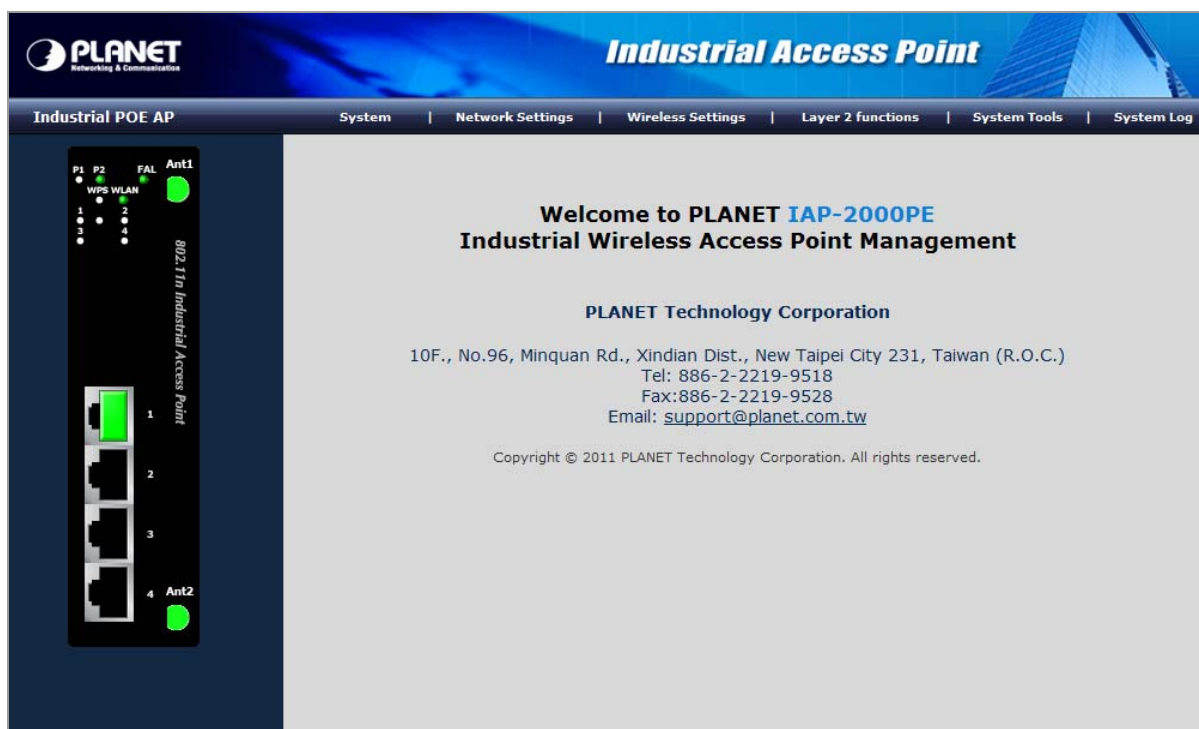 PLANET
Networking & Communication
Industrial Access Point
Industrial POE AP
System | Network Settings | Wireless Settings | Layer 2 functions | System Tools | System Log
P1 P2 FAL Ant1
WPS WLAN
1 2
3 4
802.11n Industrial Access Point
1
2
3
4 Ant2
Welcome to PLANET IAP-2000PE
Industrial Wireless Access Point Management
PLANET Technology Corporation
10F., No.96, Minquan Rd., Xindian Dist., New Taipei City 231, Taiwan (R.O.C.)
Tel: 886-2-2219-9518
Fax:886-2-2219-9528
Email: support@planet.com.tw
Copyright © 2011 PLANET Technology Corporation. All rights reserved.